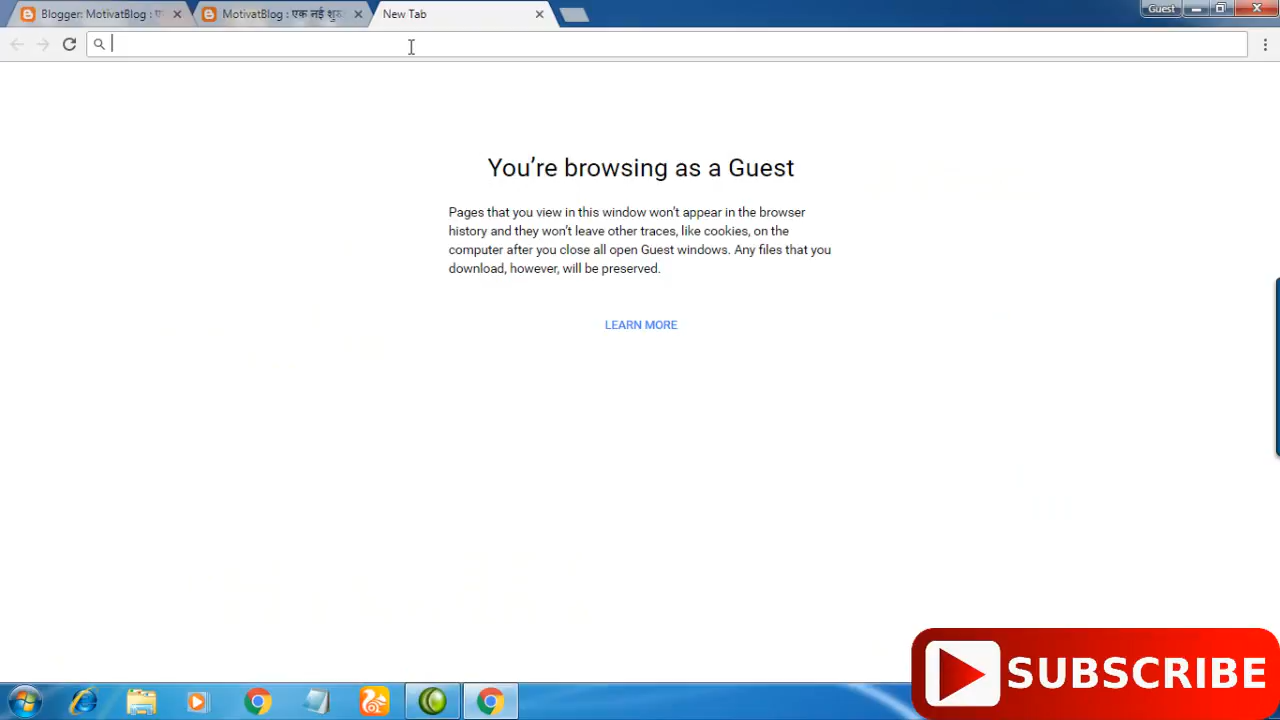 Blogger: MotivatBlog :
MotivatBlog : एक नई शुरु
New Tab
Guest
You're browsing as a Guest
Pages that you view in this window won't appear in the browser
history and they won't leave other traces, like cookies, on the
computer after you close all open Guest windows. Any files that you
download, however, will be preserved.
LEARN MORE
SUBSCRIBE